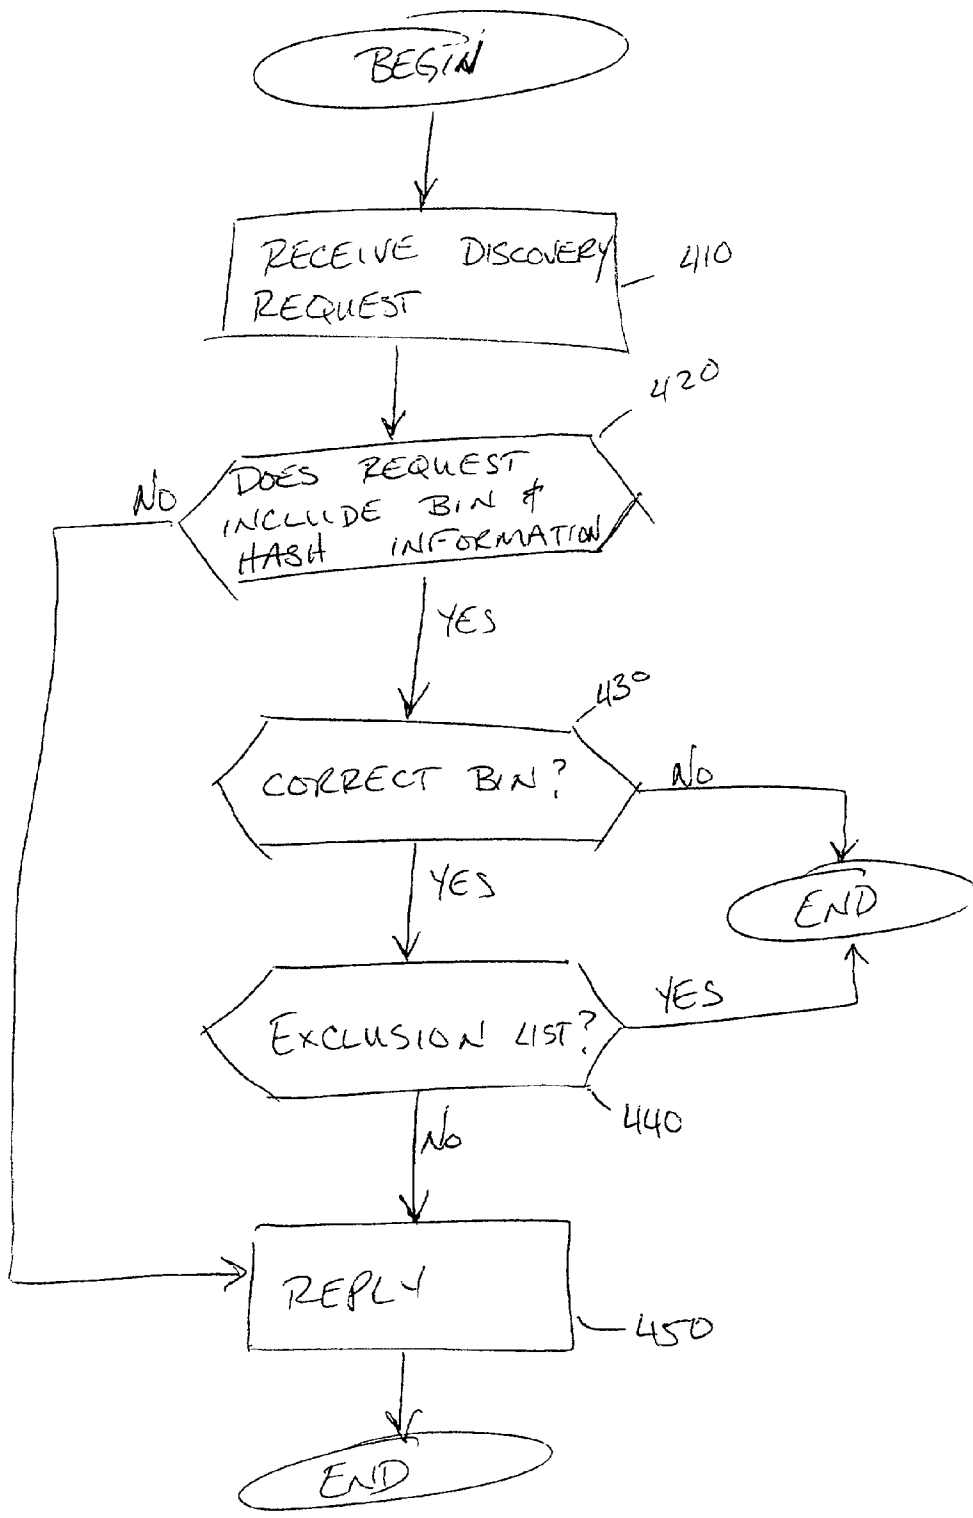 BEGIN
RECEIVE DISCOVERY
REQUEST
410
420
DOES REQUEST
INCLUDE BIN &
HASH INFORMATION
NO
YES
430
CORRECT BIN?
NO
YES
END
EXCLUSION LIST?
YES
440
NO
REPLY
450
END